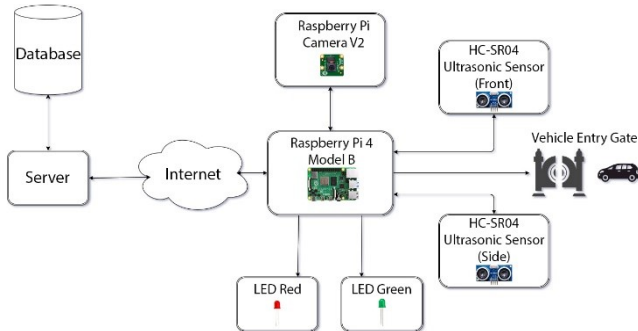 Database
Server
Internet
Raspberry Pi
Camera V2
Raspberry Pi 4
Model B
HC-SR04
Ultrasonic Sensor
(Front)
Vehicle Entry Gate
HC-SR04
Ultrasonic Sensor
(Side)
LED Red
LED Green